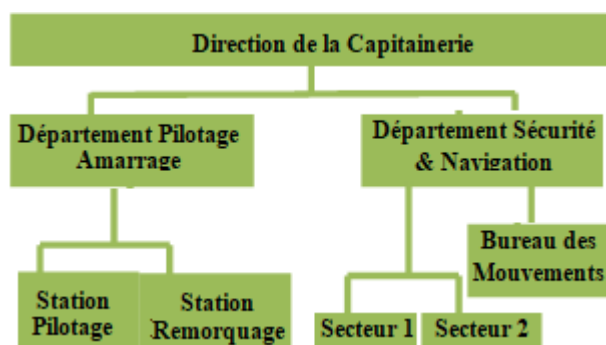 Direction de la Capitainerie
Département Pilotage
Amarrage
Département Sécurité
& Navigation
Bureau des
Mouvements
Station
Pilotage
Station
Remorquage
Secteur 1
Secteur 2